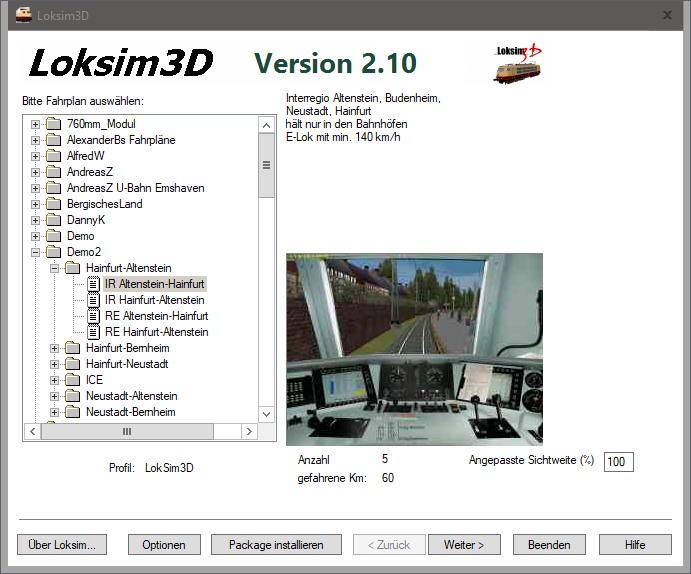 Loksim3D
Loksim3D
Version 2.10
Loksim 3D
Bitte Fahrplan auswählen:
760mm_Modul
AlexanderBs Fahrpläne
AlfredW
AndreasZ
AndreasZ U-Bahn Emshaven
BergischesLand
DannyK
Demo
Demo2
Hainfurt-Altenstein
IR Altenstein-Hainfurt
IR Hainfurt-Altenstein
RE Altenstein-Hainfurt
RE Hainfurt-Altenstein
Hainfurt-Bernheim
Hainfurt-Neustadt
ICE
Neustadt-Altenstein
Neustadt-Bernheim
Interregio Altenstein, Budenheim,
Neustadt, Hainfurt
hält nur in den Bahnhöfen
E-Lok mit min. 140 km/h
Profil: LokSim3D
Anzahl 5
gefahrene Km: 60
Angepasste Sichtweite (%) 100
Über Loksim...
Optionen
Package installieren
< Zurück
Weiter >
Beenden
Hilfe